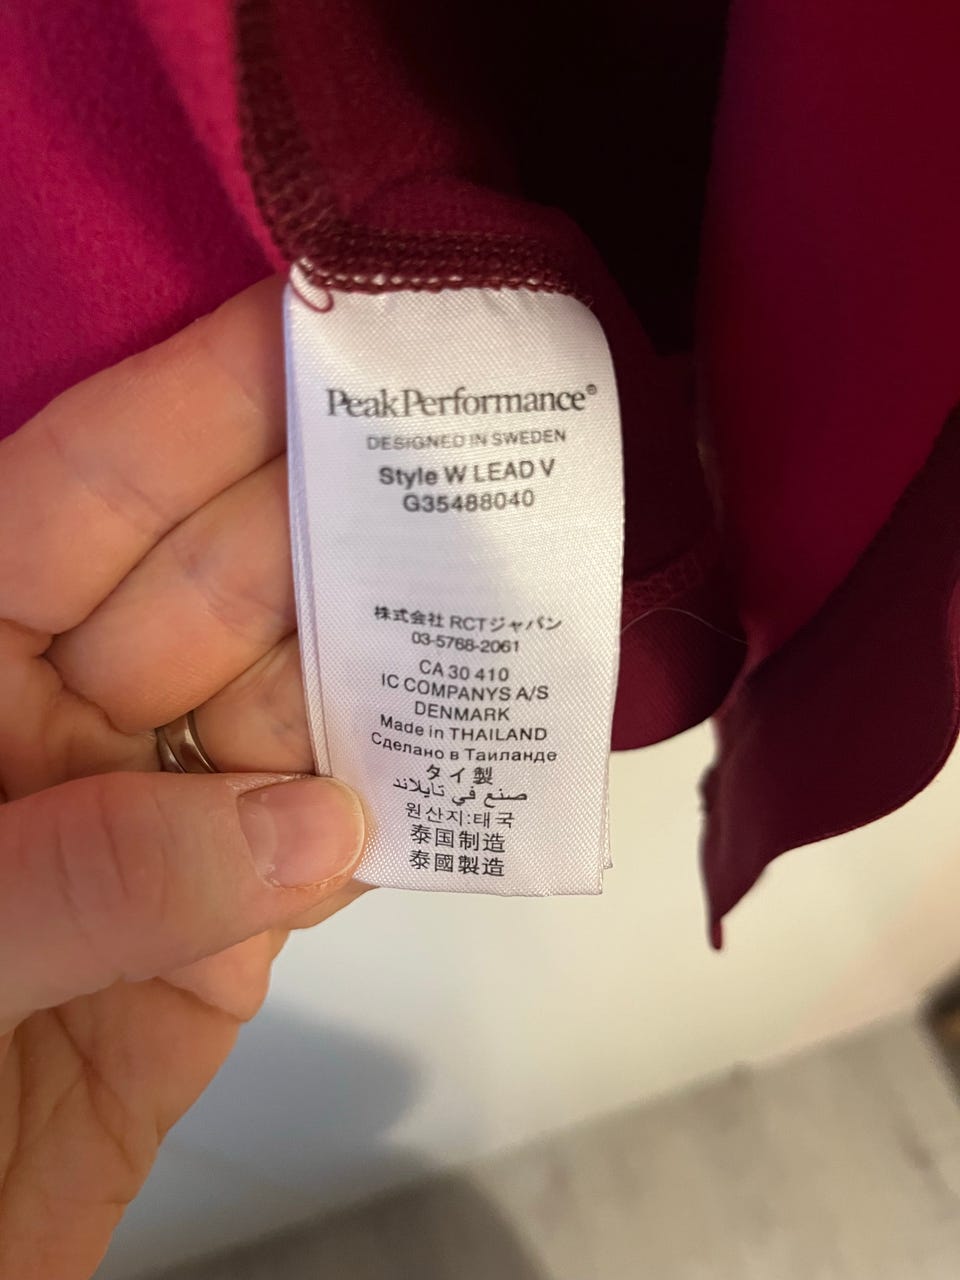 PeakPerformance®
DESIGNED IN SWEDEN
Style W LEAD V
G35488040
株式会社 RCTジャパン
03-5768-2061
CA 30 410
IC COMPANYS A/S
DENMARK
Made in THAILAND
Сделано в Таиланде
タイ製
صنع في تايلاند
원산지:태국
泰国制造
泰國製造